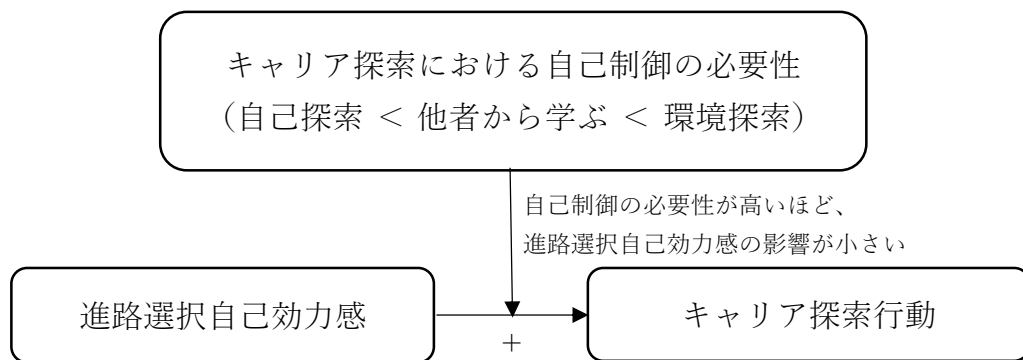 キャリア探索における自己制御の必要性
（自己探索 < 他者から学ぶ < 環境探索）
自己制御の必要性が高いほど、
進路選択自己効力感の影響が小さい
進路選択自己効力感
+
キャリア探索行動